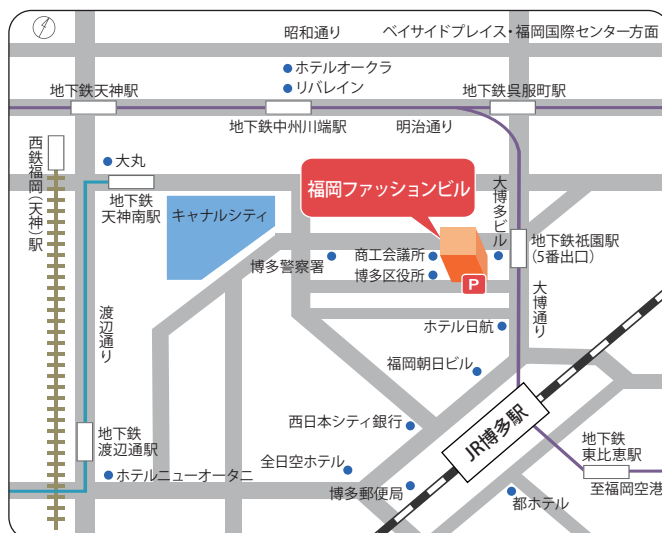 昭和通り
ベイサイドプレイス・福岡国際センター方面
ホテルオークラ
リバレイン
地下鉄天神駅
地下鉄呉服町駅
地下鉄中州川端駅
明治通り
西鉄福岡(天神)駅
大丸
地下鉄
天神南駅
キャナルシティ
福岡ファッションビル
大博多ビル
地下鉄祇園駅
(5番出口)
博多警察署
商工会議所
博多区役所
P
大博通り
渡辺通り
ホテル日航
福岡朝日ビル
西日本シティ銀行
JR博多駅
地下鉄
渡辺通駅
ホテルニューオータニ
全日空ホテル
博多郵便局
都ホテル
地下鉄
東比恵駅
至福岡空港